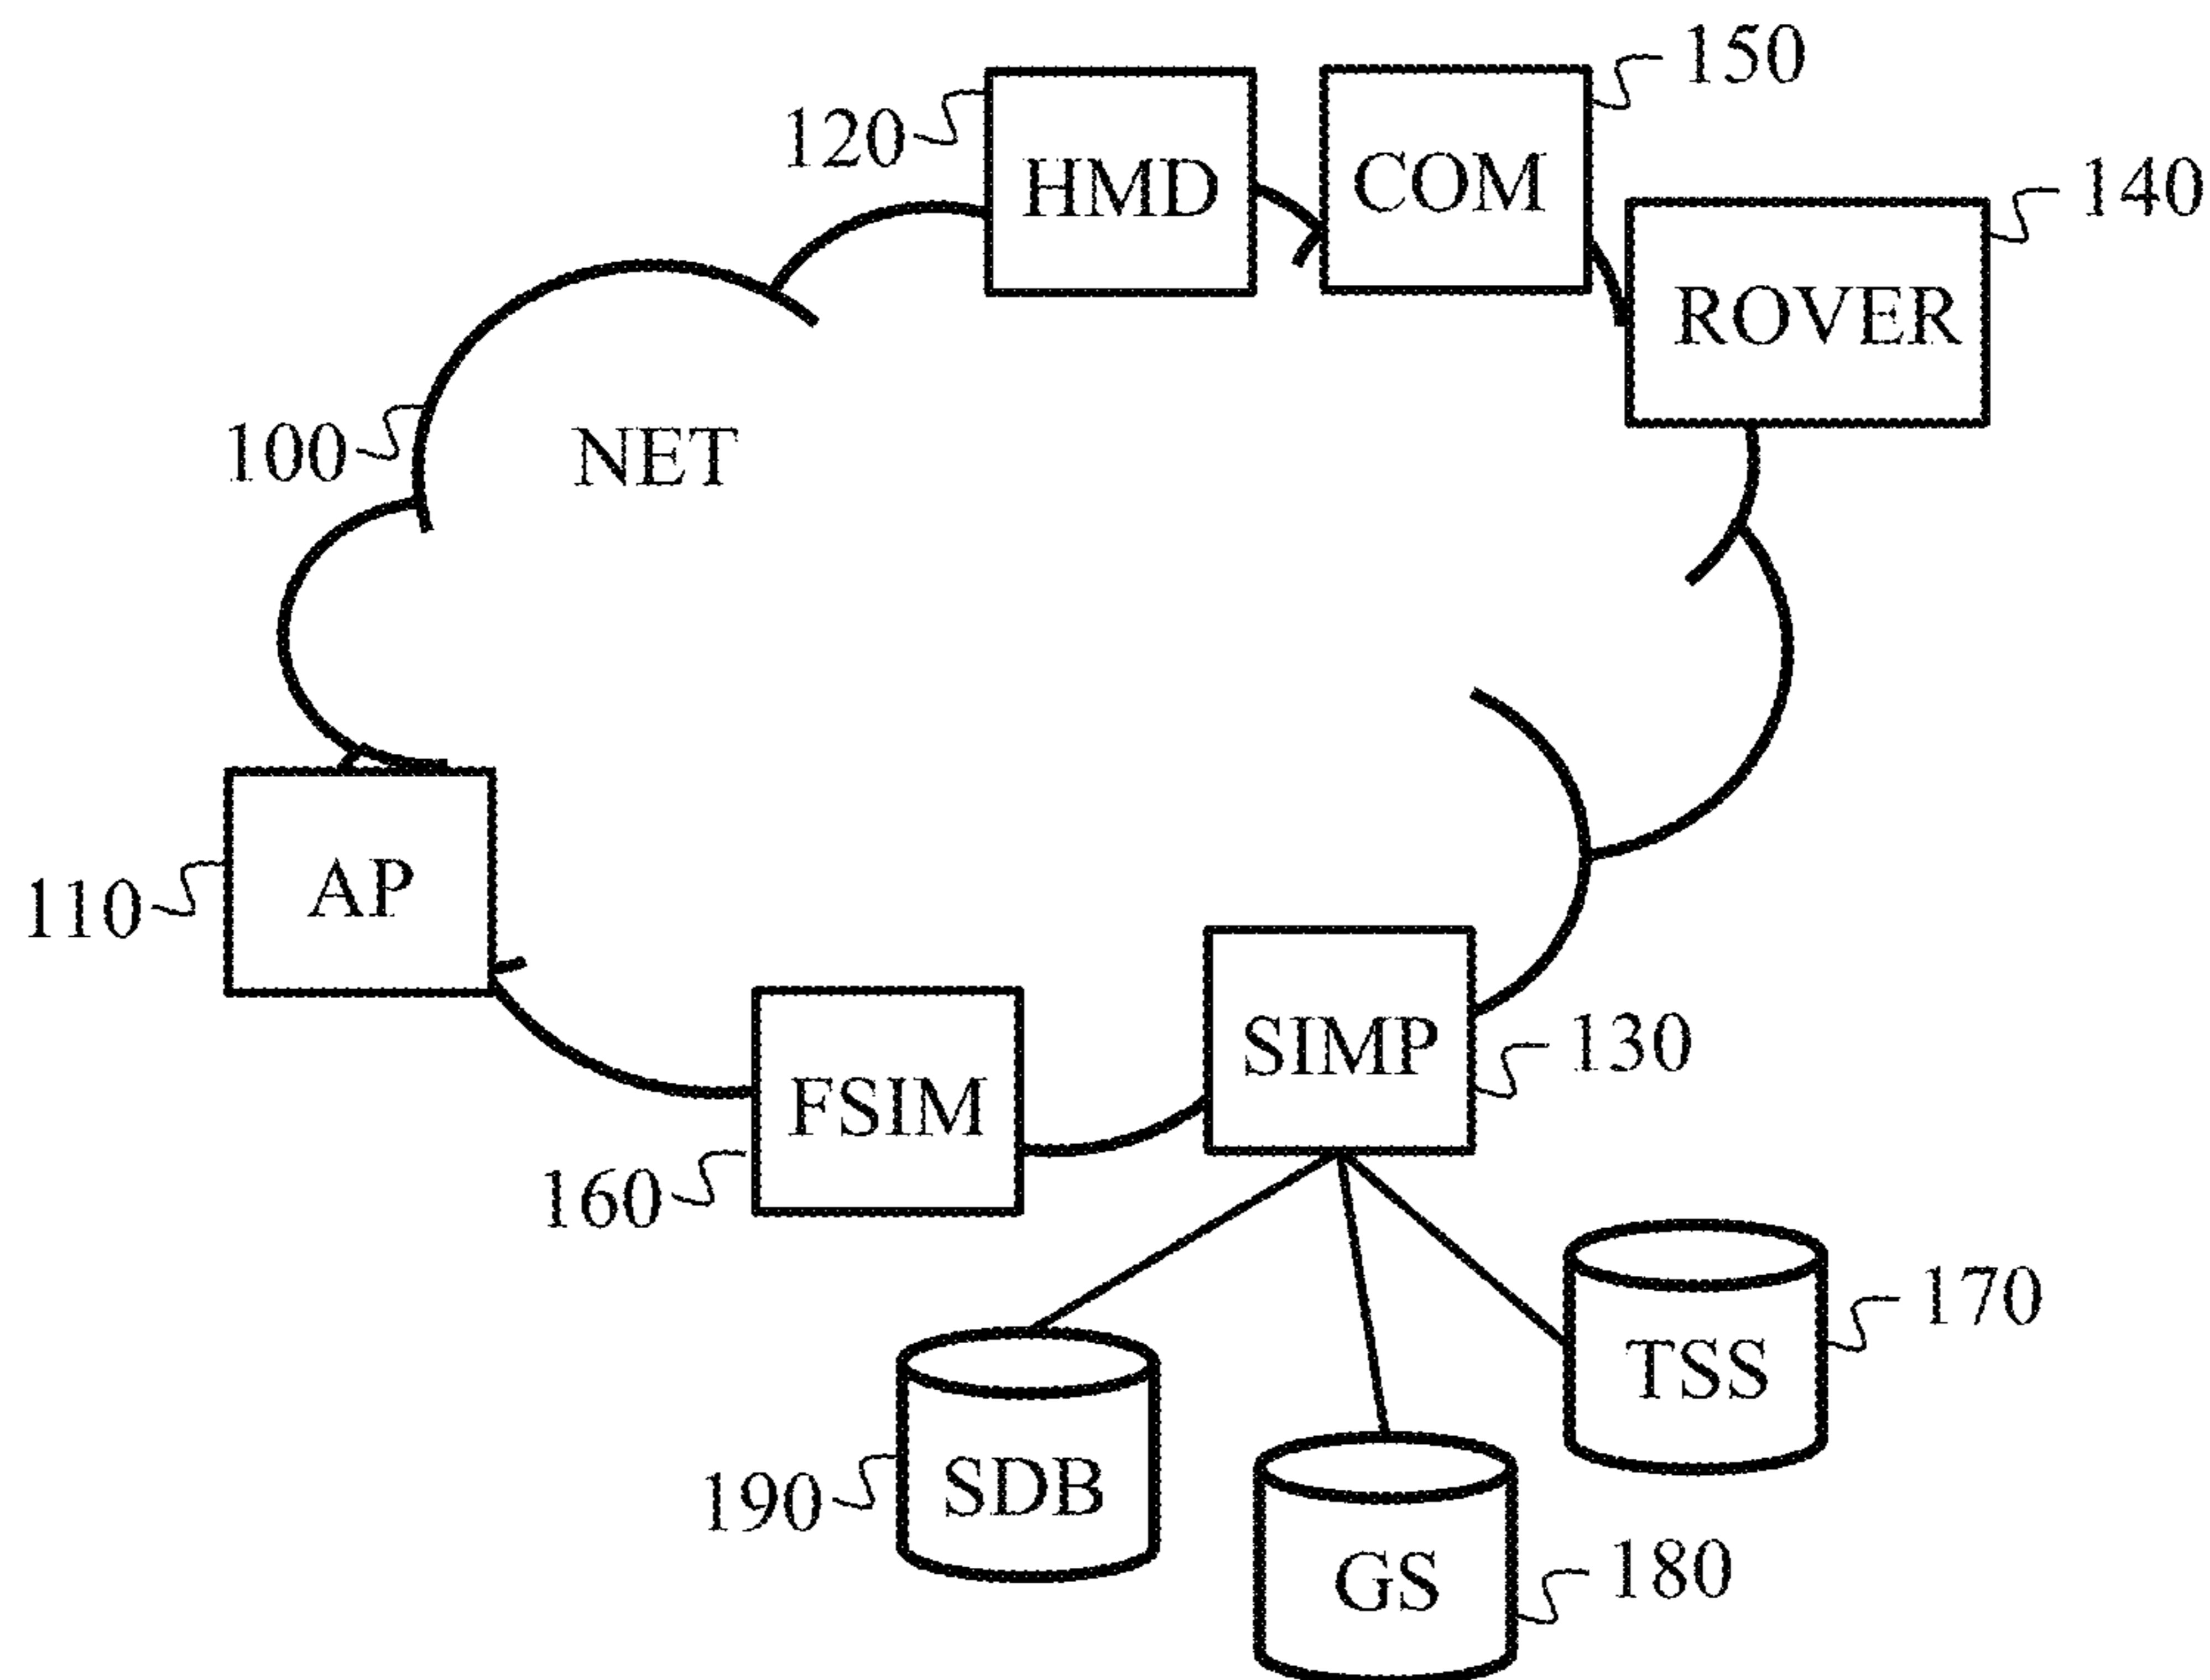 150
120
HMD
COM
140
ROVER
100
NET
110
AP
SIMP
130
FSIM
160
170
TSS
190
SDB
GS
180